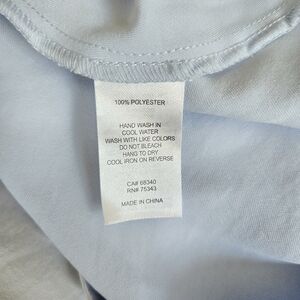 100% POLYESTER
HAND WASH IN
COOL WATER
WASH WITH LIKE COLORS
DO NOT BLEACH
HANG TO DRY
COOL IRON ON REVERSE
CA# 68340
RN# 75343
MADE IN CHINA